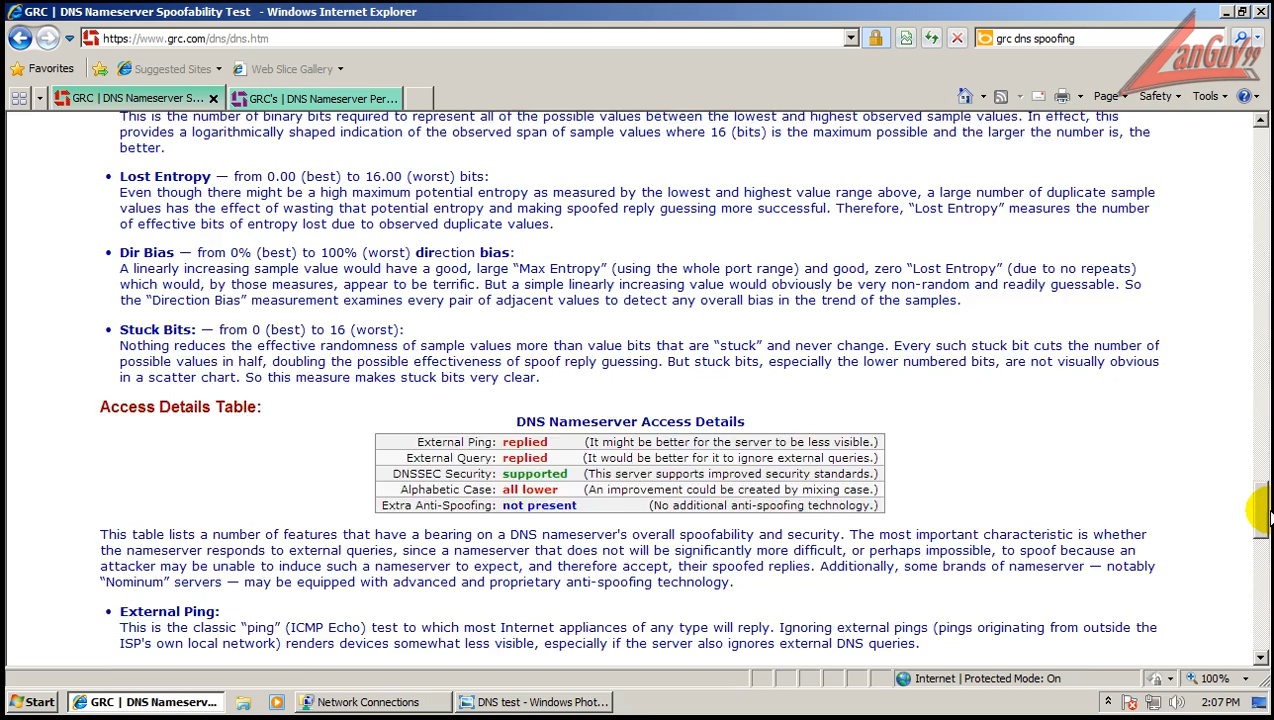 GRC | DNS Nameserver Spoofability Test - Windows Internet Explorer
https://www.grc.com/dns/dns.htm
grc dns spoofing
LanGuy99
Favorites
Suggested Sites
Web Slice Gallery
GRC | DNS Nameserver S...
GRC's | DNS Nameserver Per...
Page
Safety
Tools
This is the number of binary bits required to represent all of the possible values between the lowest and highest observed sample values. In effect, this
provides a logarithmically shaped indication of the observed span of sample values where 16 (bits) is the maximum possible and the larger the number is, the
better.
• Lost Entropy — from 0.00 (best) to 16.00 (worst) bits:
Even though there might be a high maximum potential entropy as measured by the lowest and highest value range above, a large number of duplicate sample
values has the effect of wasting that potential entropy and making spoofed reply guessing more successful. Therefore, “Lost Entropy” measures the number
of effective bits of entropy lost due to observed duplicate values.
• Dir Bias — from 0% (best) to 100% (worst) direction bias:
A linearly increasing sample value would have a good, large “Max Entropy” (using the whole port range) and good, zero “Lost Entropy” (due to no repeats)
which would, by those measures, appear to be terrific. But a simple linearly increasing value would obviously be very non-random and readily guessable. So
the “Direction Bias” measurement examines every pair of adjacent values to detect any overall bias in the trend of the samples.
• Stuck Bits: — from 0 (best) to 16 (worst):
Nothing reduces the effective randomness of sample values more than value bits that are “stuck” and never change. Every such stuck bit cuts the number of
possible values in half, doubling the possible effectiveness of spoof reply guessing. But stuck bits, especially the lower numbered bits, are not visually obvious
in a scatter chart. So this measure makes stuck bits very clear.
Access Details Table:
DNS Nameserver Access Details
External Ping: replied (It might be better for the server to be less visible.)
External Query: replied (It would be better for it to ignore external queries.)
DNSSEC Security: supported (This server supports improved security standards.)
Alphabetic Case: all lower (An improvement could be created by mixing case.)
Extra Anti-Spoofing: not present (No additional anti-spoofing technology.)
This table lists a number of features that have a bearing on a DNS nameserver's overall spoofability and security. The most important characteristic is whether
the nameserver responds to external queries, since a nameserver that does not will be significantly more difficult, or perhaps impossible, to spoof because an
attacker may be unable to induce such a nameserver to expect, and therefore accept, their spoofed replies. Additionally, some brands of nameserver — notably
“Nominum” servers — may be equipped with advanced and proprietary anti-spoofing technology.
• External Ping:
This is the classic “ping” (ICMP Echo) test to which most Internet appliances of any type will reply. Ignoring external pings (pings originating from outside the
ISP's own local network) renders devices somewhat less visible, especially if the server also ignores external DNS queries.
Internet | Protected Mode: On
100%
Start
GRC | DNS Nameserv...
Network Connections
DNS test - Windows Phot...
2:07 PM